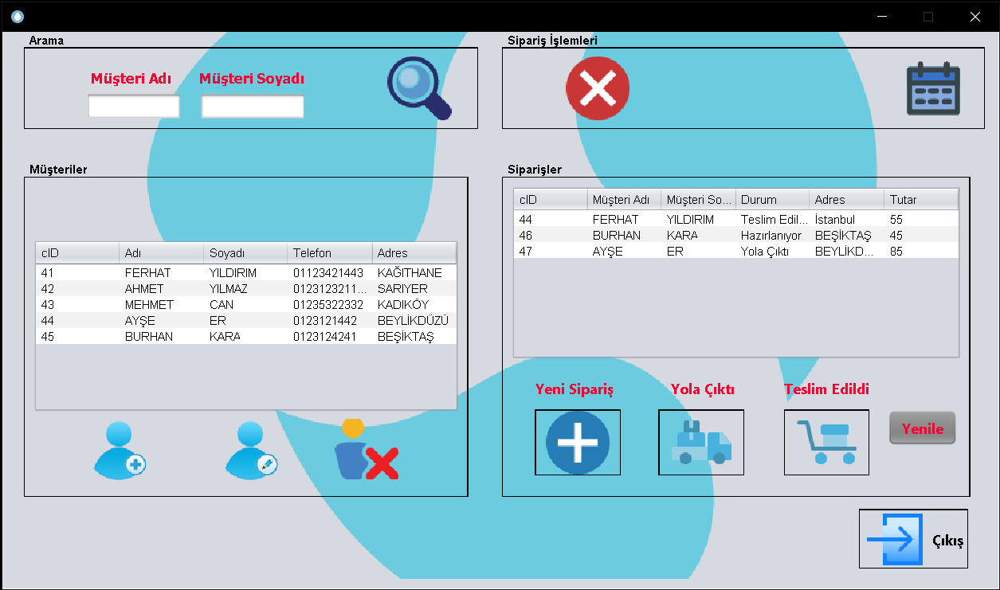 Arama
Müşteri Adı Müşteri Soyadı
Sipariş İşlemleri
Müşteriler
cID Adı Soyadı Telefon Adres
41 FERHAT YILDIRIM 01123421443 KAĞITHANE
42 AHMET YILMAZ 0123123211... SARIYER
43 MEHMET CAN 01235322332 KADIKÖY
44 AYŞE ER 0123121442 BEYLİKDÜZÜ
45 BURHAN KARA 0123124241 BEŞİKTAŞ
Siparişler
cID Müşteri Adı Müşteri So... Durum Adres Tutar
44 FERHAT YILDIRIM Teslim Edil... İstanbul 55
46 BURHAN KARA Hazırlanıyor BEŞİKTAŞ 45
47 AYŞE ER Yola Çıktı BEYLİKD... 85
Yeni Sipariş Yola Çıktı Teslim Edildi
Yenile
Çıkış